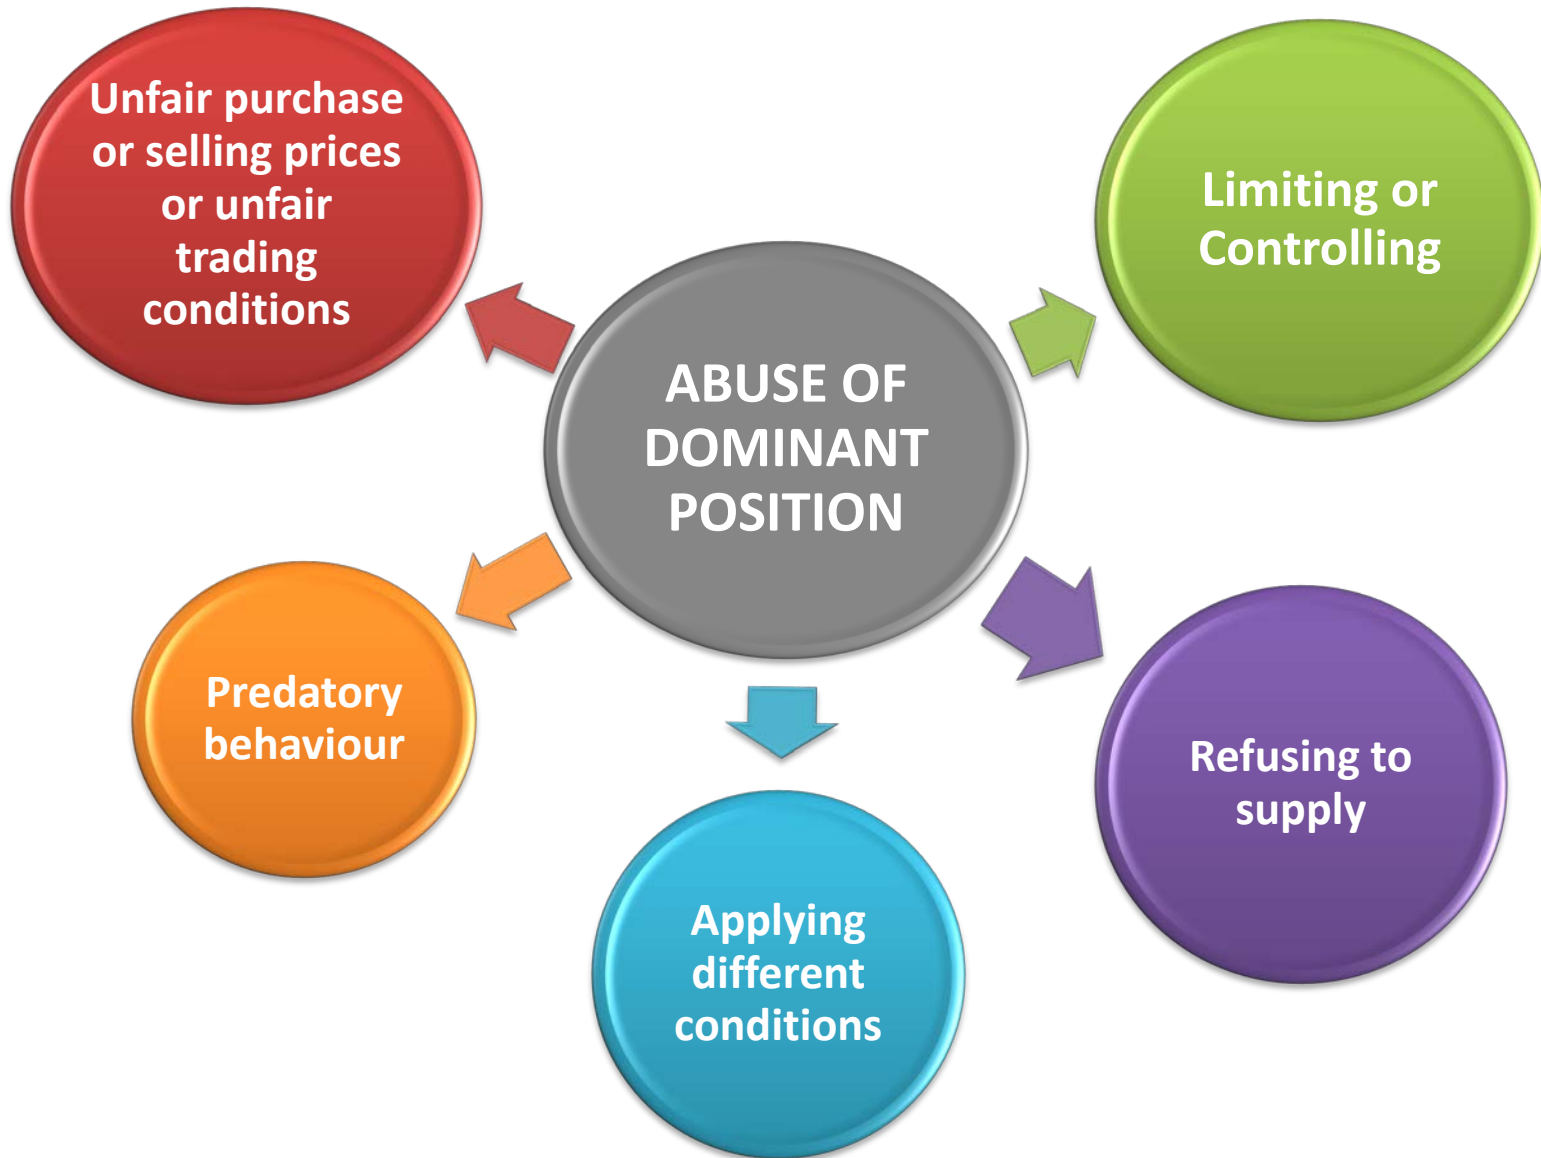 Unfair purchase
or selling prices
or unfair
trading
conditions
Limiting or
Controlling
ABUSE OF
DOMINANT
POSITION
Predatory
behaviour
Refusing to
supply
Applying
different
conditions